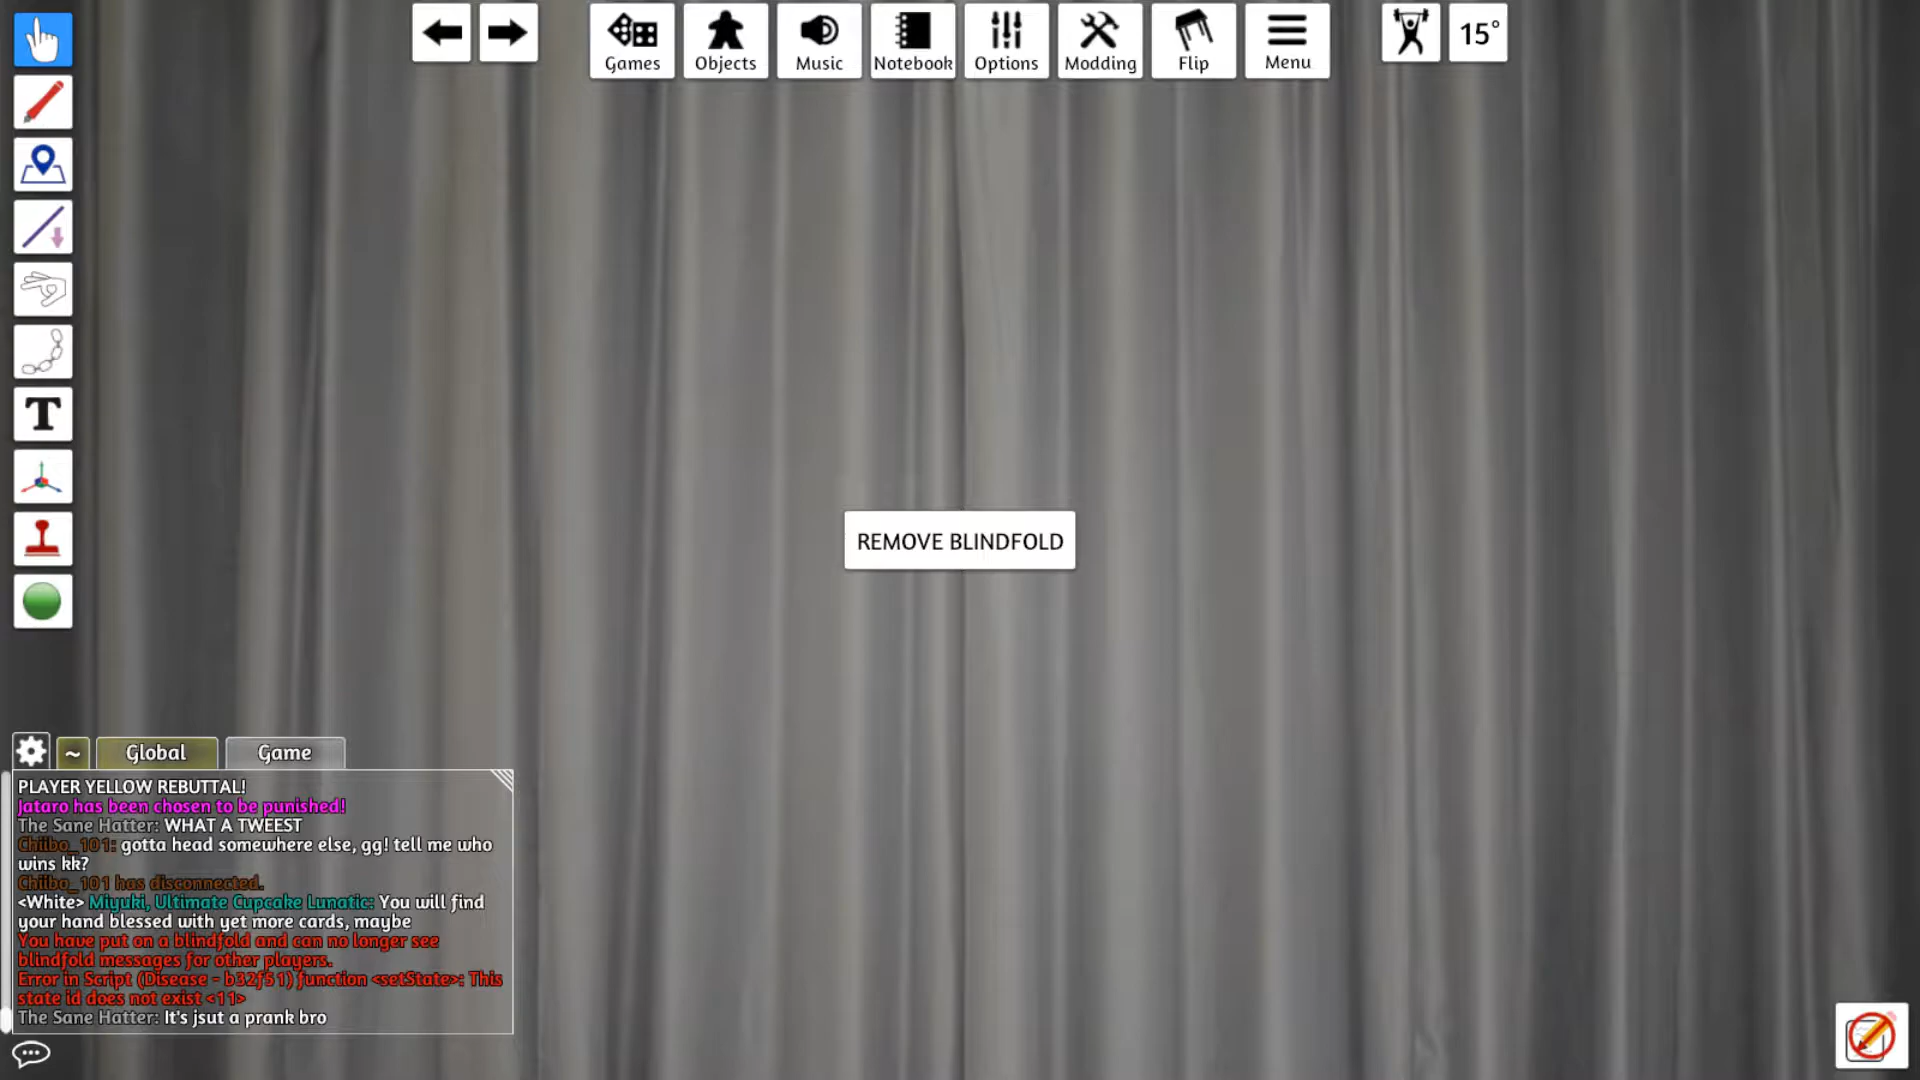 Games
Objects
Music
Notebook
Options
Modding
Flip
Menu
15°
T
REMOVE BLINDFOLD
~
Global
Game
PLAYER YELLOW REBUTTAL!
Jataro has been chosen to be punished!
The Sane Hatter: WHAT A TWEEST
Chiibo_101: gotta head somewhere else, gg! tell me who
wins kk?
Chiibo_101 has disconnected.
<White> Miyuki, Ultimate Cupcake Lunatic: You will find
your hand blessed with yet more cards, maybe
You have put on a blindfold and can no longer see
blindfold messages for other players.
Error in Script (Disease - b32f51) function <setState>: This
state id does not exist <11>
The Sane Hatter: It's jsut a prank bro